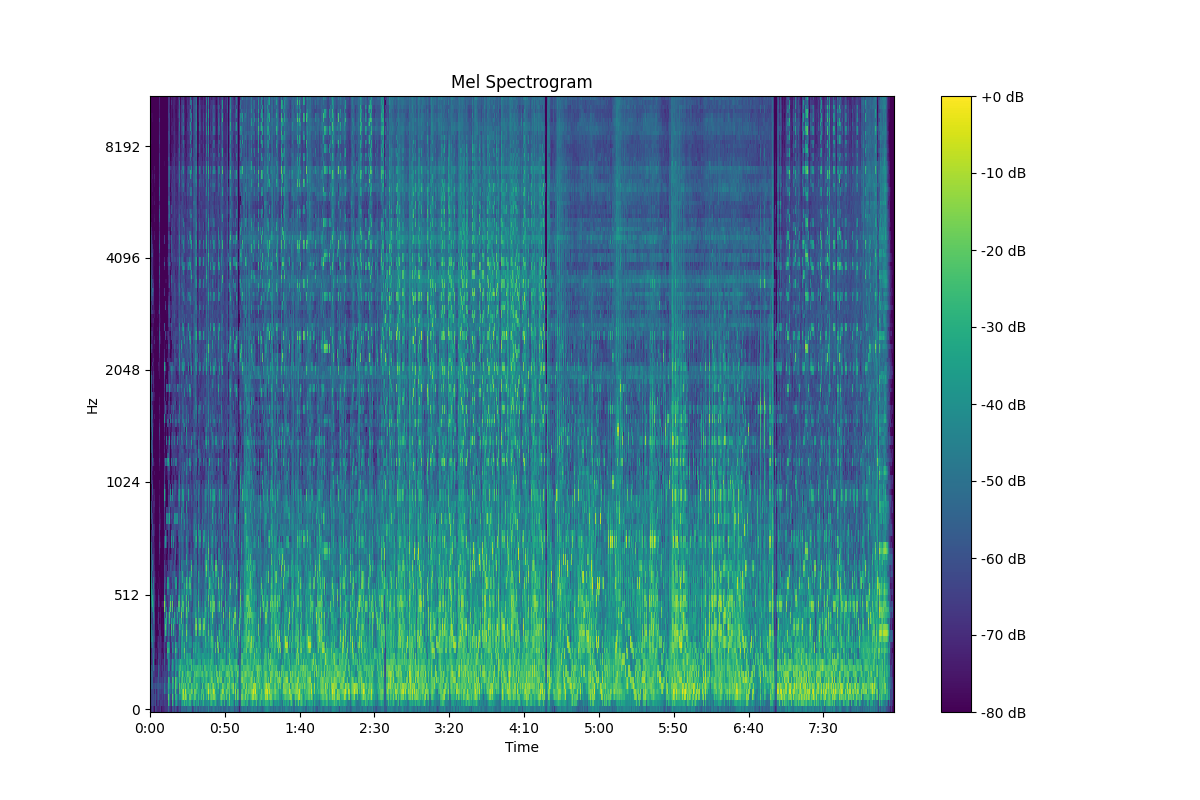 Mel Spectrogram
+0 dB
8192
-10 dB
-20 dB
4096
-30 dB
2048
-40 dB
Hz
1024
-50 dB
-60 dB
512
-70 dB
0
-80 dB
0:00 0:50 1:40 2:30 3:20 4:10 5:00 5:50 6:40 7:30
Time